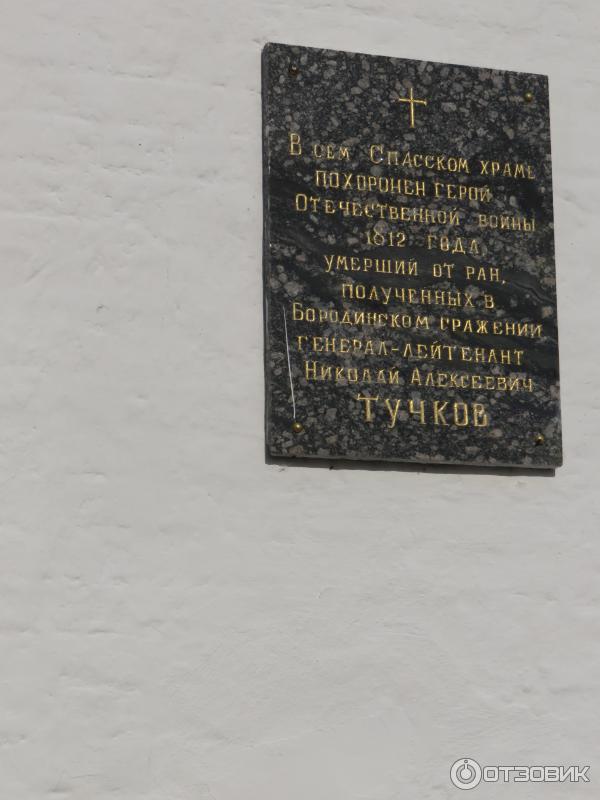 В сем Спасском храме
похоронен герой
Отечественной войны
1812 года
умерший от ран,
полученных в
Бородинском сражении
генерал-лейтенант
Николай Алексеевич
Тучков
ОТЗОВИК